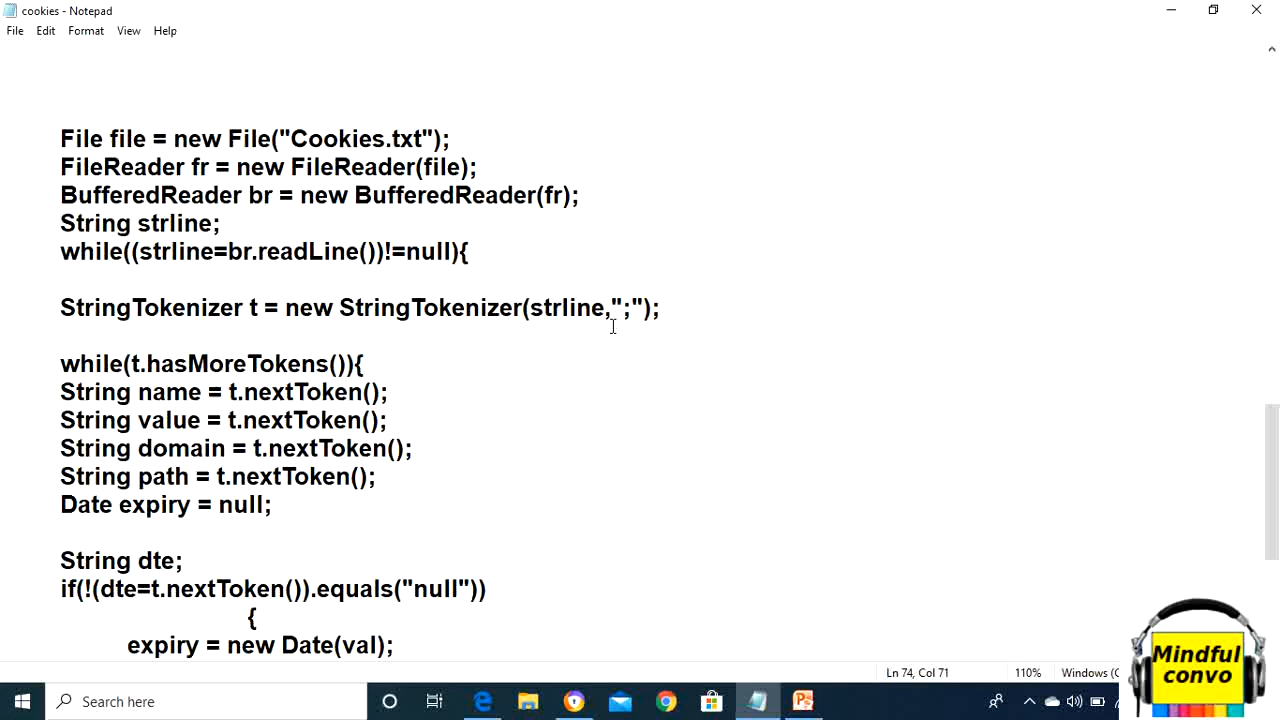 cookies - Notepad
File Edit Format View Help
File file = new File("Cookies.txt");
FileReader fr = new FileReader(file);
BufferedReader br = new BufferedReader(fr);
String strline;
while((strline=br.readLine())!=null){
StringTokenizer t = new StringTokenizer(strline,";");
while(t.hasMoreTokens()){
String name = t.nextToken();
String value = t.nextToken();
String domain = t.nextToken();
String path = t.nextToken();
Date expiry = null;
String dte;
if(!(dte=t.nextToken()).equals("null"))
{
expiry = new Date(val);
Ln 74, Col 71 110% Windows (C
Search here
Mindful
convo